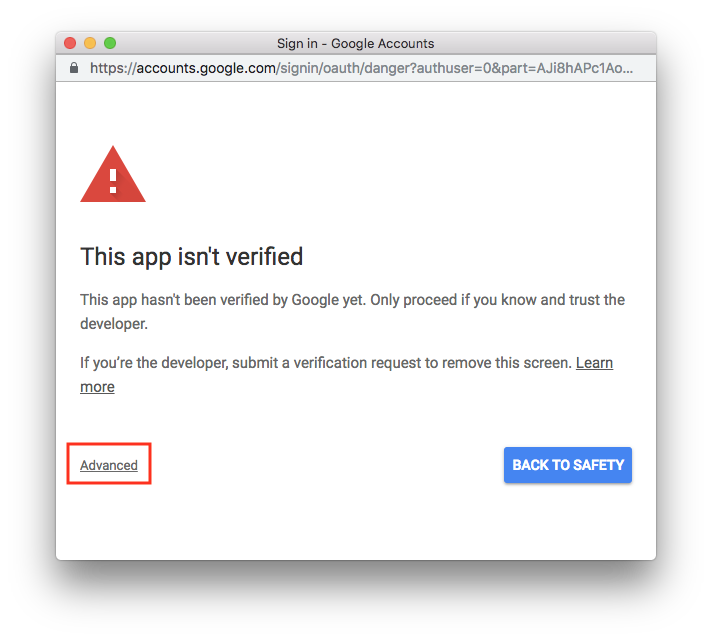 Sign in - Google Accounts
https://accounts.google.com/signin/oauth/danger?authuser=0&part=AJi8hAPc1Ao...
This app isn't verified
This app hasn't been verified by Google yet. Only proceed if you know and trust the
developer.
If you’re the developer, submit a verification request to remove this screen. Learn
more
Advanced
BACK TO SAFETY